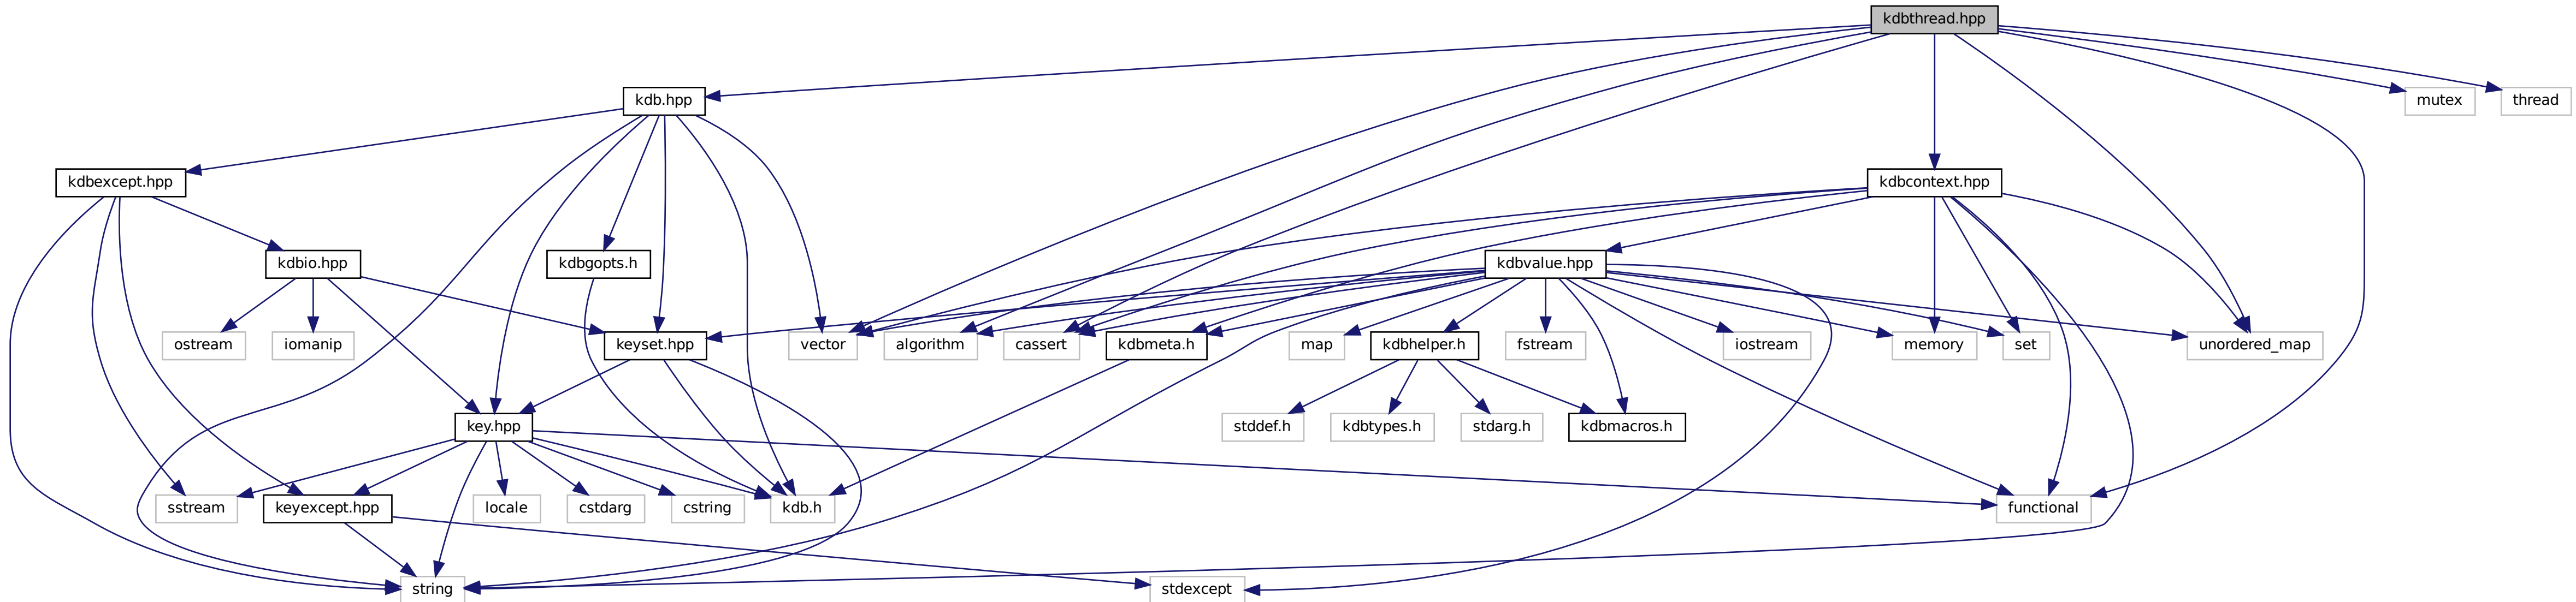 kdbthread.hpp
kdb.hpp
mutex
thread
kdbexcept.hpp
kdbcontext.hpp
kdbio.hpp
kdbgopts.h
kdbvalue.hpp
ostream
iomanip
keyset.hpp
vector
algorithm
cassert
kdbmeta.h
map
kdbhelper.h
fstream
iostream
memory
set
unordered_map
key.hpp
stddef.h
kdbtypes.h
stdarg.h
kdbmacros.h
sstream
keyexcept.hpp
locale
cstdarg
cstring
kdb.h
functional
string
stdexcept